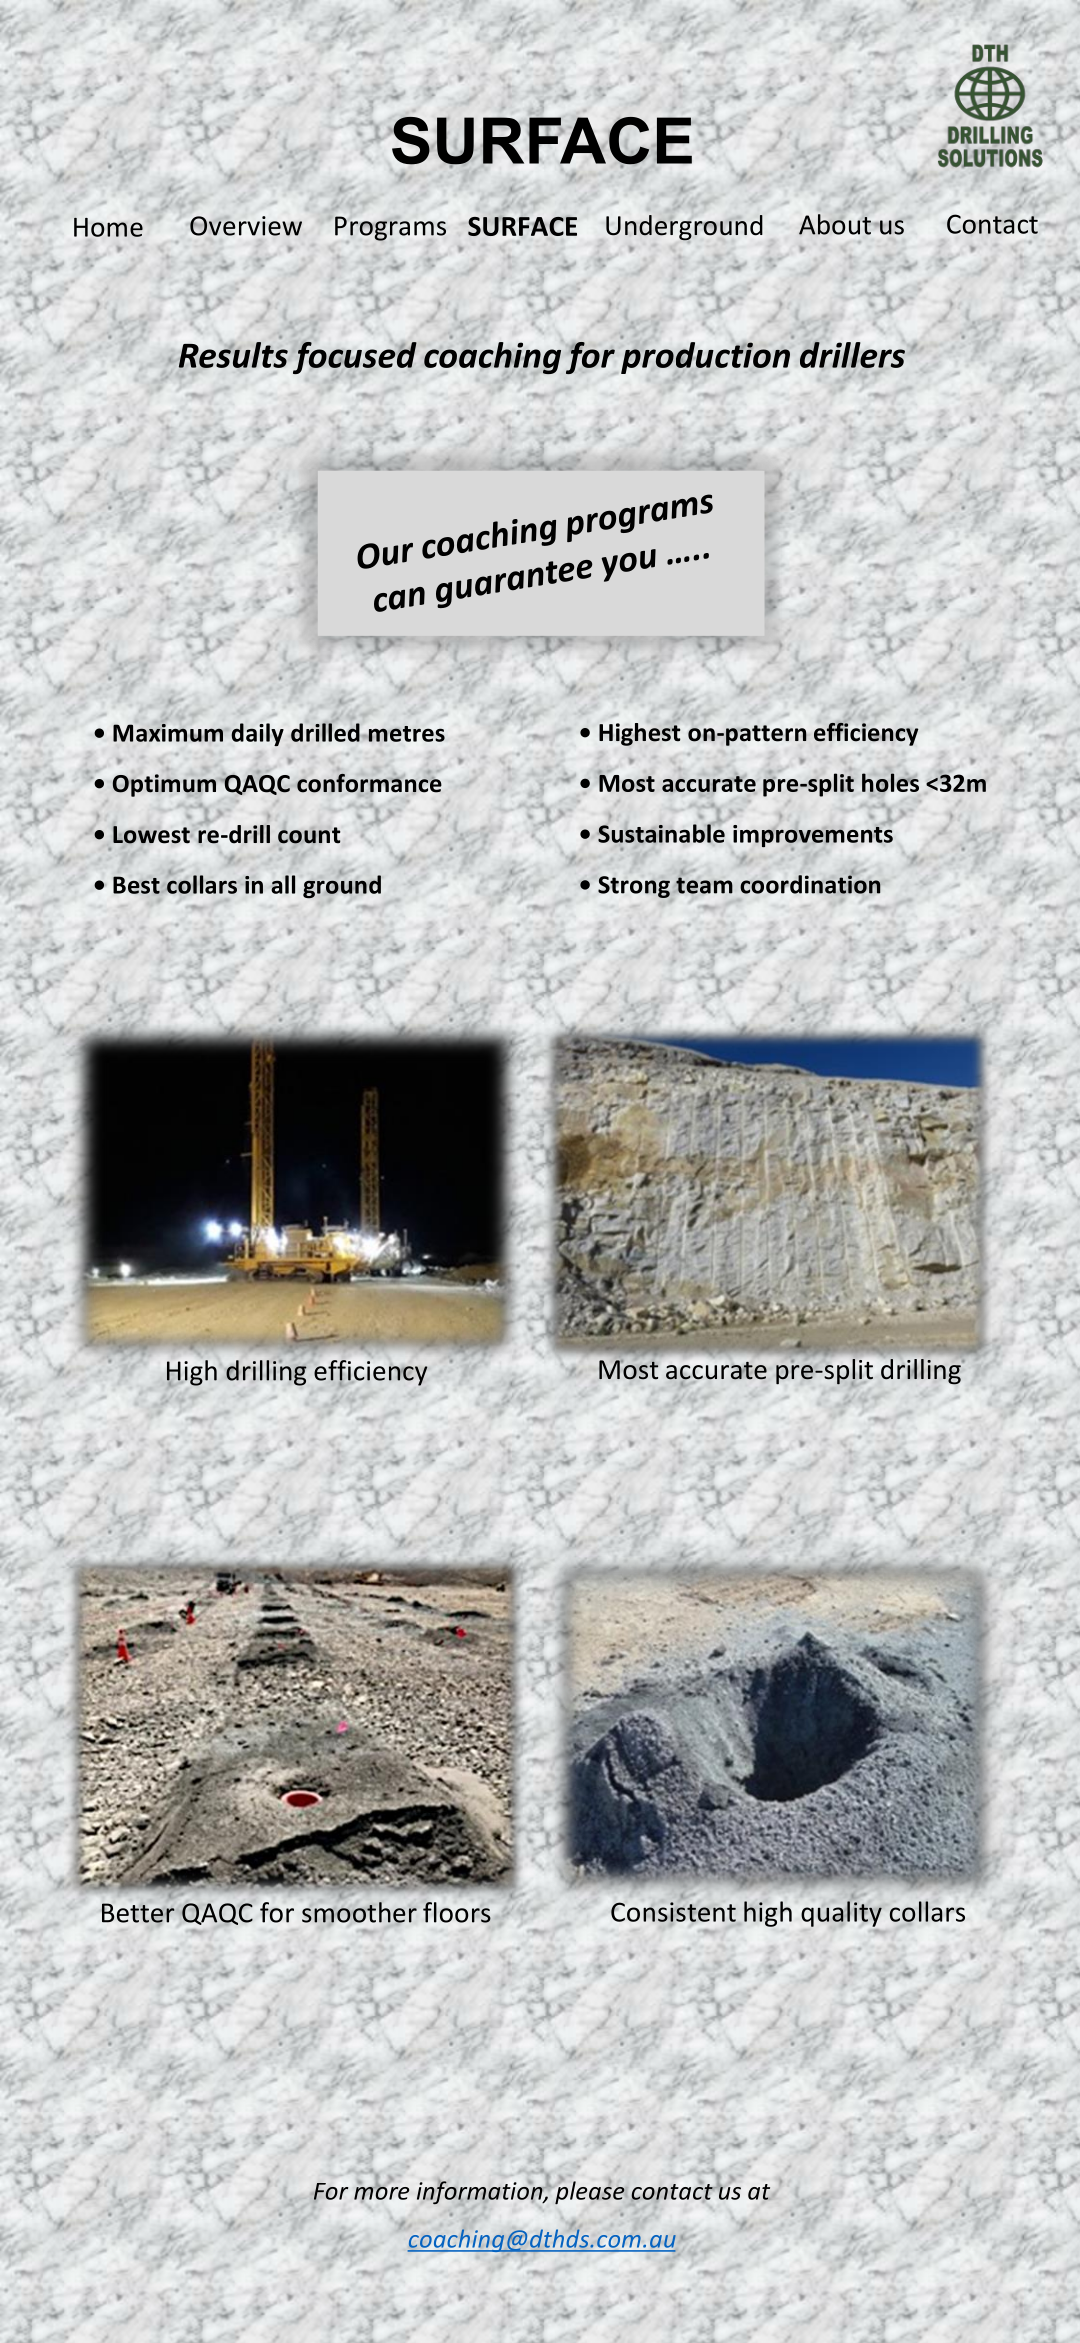 DTH
DRILLING
SOLUTIONS
SURFACE
Home Overview Programs SURFACE Underground About us Contact
Results focused coaching for production drillers
Our coaching programs
can guarantee you .....
• Maximum daily drilled metres
• Optimum QAQC conformance
• Lowest re-drill count
• Best collars in all ground
• Highest on-pattern efficiency
• Most accurate pre-split holes <32m
• Sustainable improvements
• Strong team coordination
High drilling efficiency
Most accurate pre-split drilling
Better QAQC for smoother floors
Consistent high quality collars
For more information, please contact us at
coaching@dthds.com.au